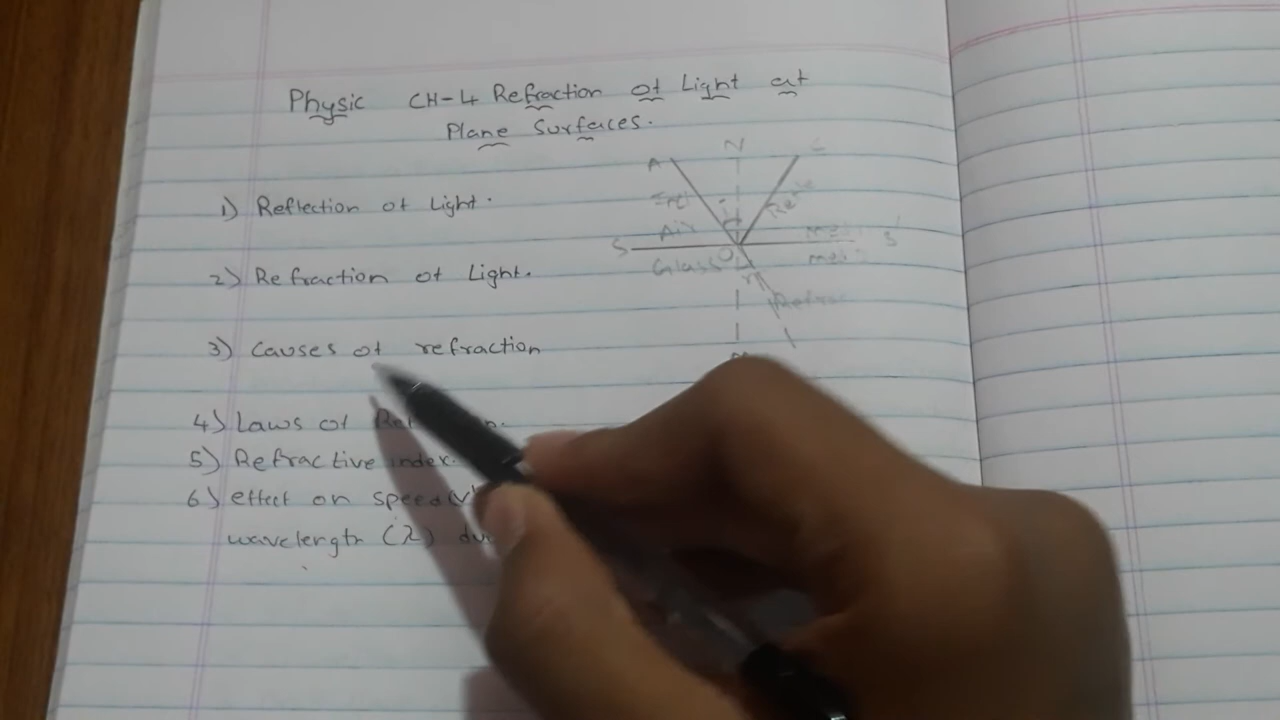 Physic CH-4 Refraction of Light at
Plane Surfaces.
N
A
1) Reflection of Light.
Air
S S'
Glass O
2) Refraction of Light.
r
3) Causes of refraction
4) Laws of
5) Refractive index.
6) effect on speed(v)
wavelength (λ)